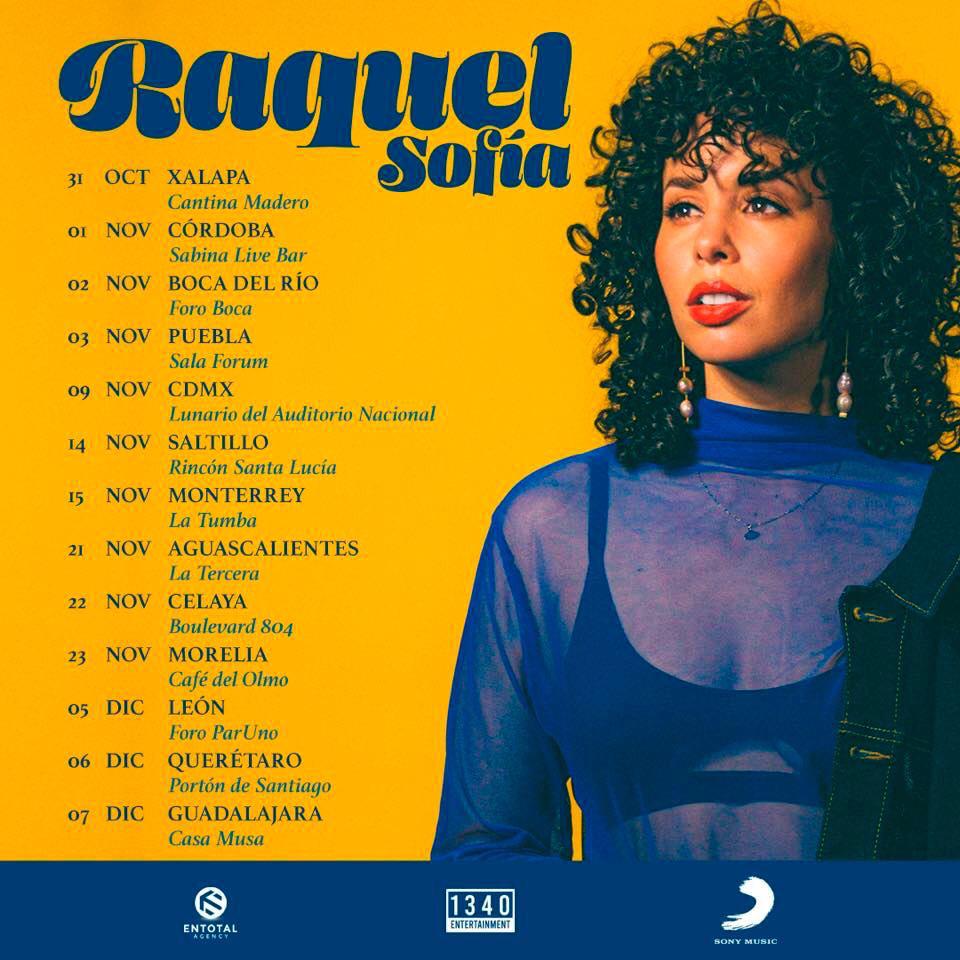 Raquel
Sofía
31 OCT XALAPA
Cantina Madero
01 NOV CÓRDOBA
Sabina Live Bar
02 NOV BOCA DEL RÍO
Foro Boca
03 NOV PUEBLA
Sala Forum
09 NOV CDMX
Lunario del Auditorio Nacional
14 NOV SALTILLO
Rincón Santa Lucía
15 NOV MONTERREY
La Tumba
21 NOV AGUASCALIENTES
La Tercera
22 NOV CELAYA
Boulevard 804
23 NOV MORELIA
Café del Olmo
05 DIC LEÓN
Foro ParUno
06 DIC QUERÉTARO
Portón de Santiago
07 DIC GUADALAJARA
Casa Musa
ENTOTAL
AGENCY
1340
ENTERTAINMENT
SONY MUSIC